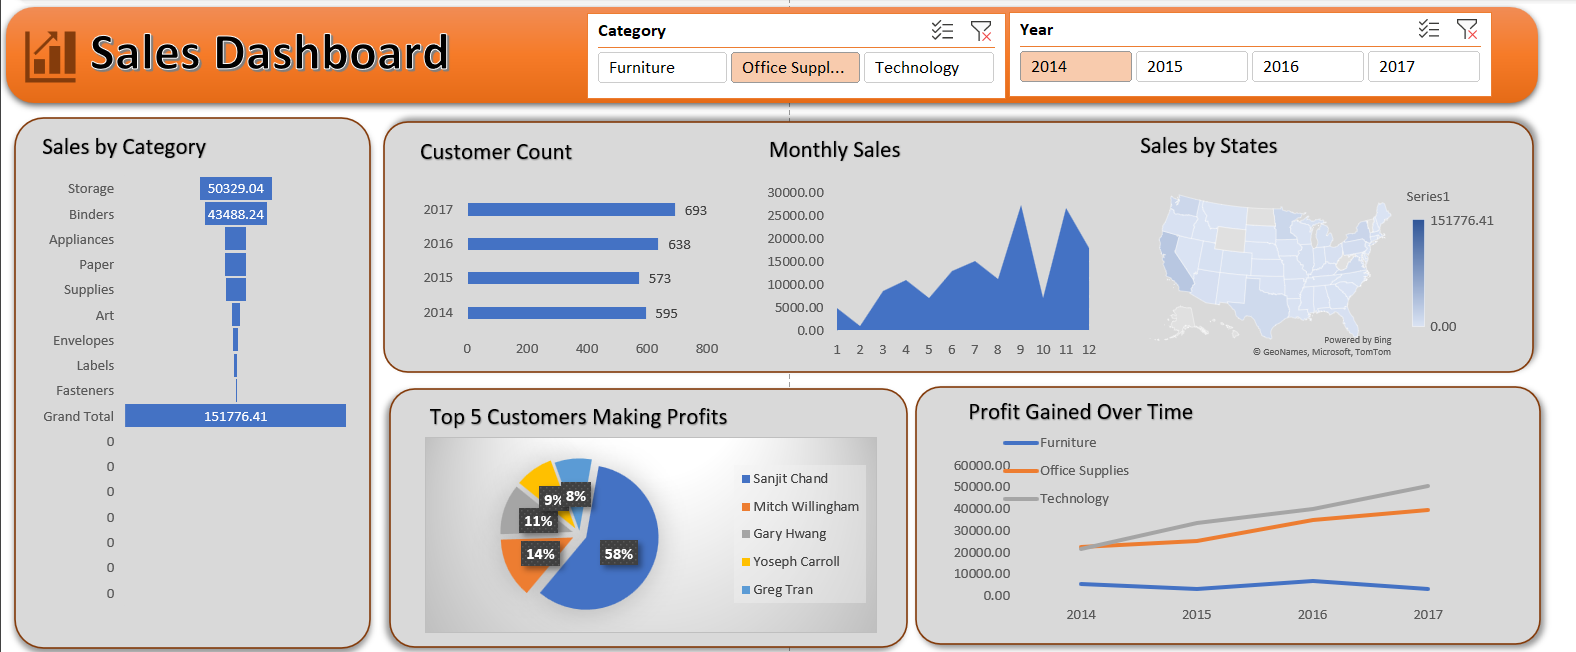 Sales Dashboard
Category
Furniture
Office Suppl...
Technology
Year
2014
2015
2016
2017
Sales by Category
Storage 50329.04
Binders 43488.24
Appliances
Paper
Supplies
Art
Envelopes
Labels
Fasteners
Grand Total 151776.41
0
0
0
0
0
0
0
Customer Count
2017 693
2016 638
2015 573
2014 595
0 200 400 600 800
Monthly Sales
30000.00
25000.00
20000.00
15000.00
10000.00
5000.00
0.00
1 2 3 4 5 6 7 8 9 10 11 12
Sales by States
Series1
151776.41
0.00
Powered by Bing
© GeoNames, Microsoft, TomTom
Top 5 Customers Making Profits
9% 8%
11%
14% 58%
Sanjit Chand
Mitch Willingham
Gary Hwang
Yoseph Carroll
Greg Tran
Profit Gained Over Time
Furniture
Office Supplies
Technology
60000.00
50000.00
40000.00
30000.00
20000.00
10000.00
0.00
2014 2015 2016 2017